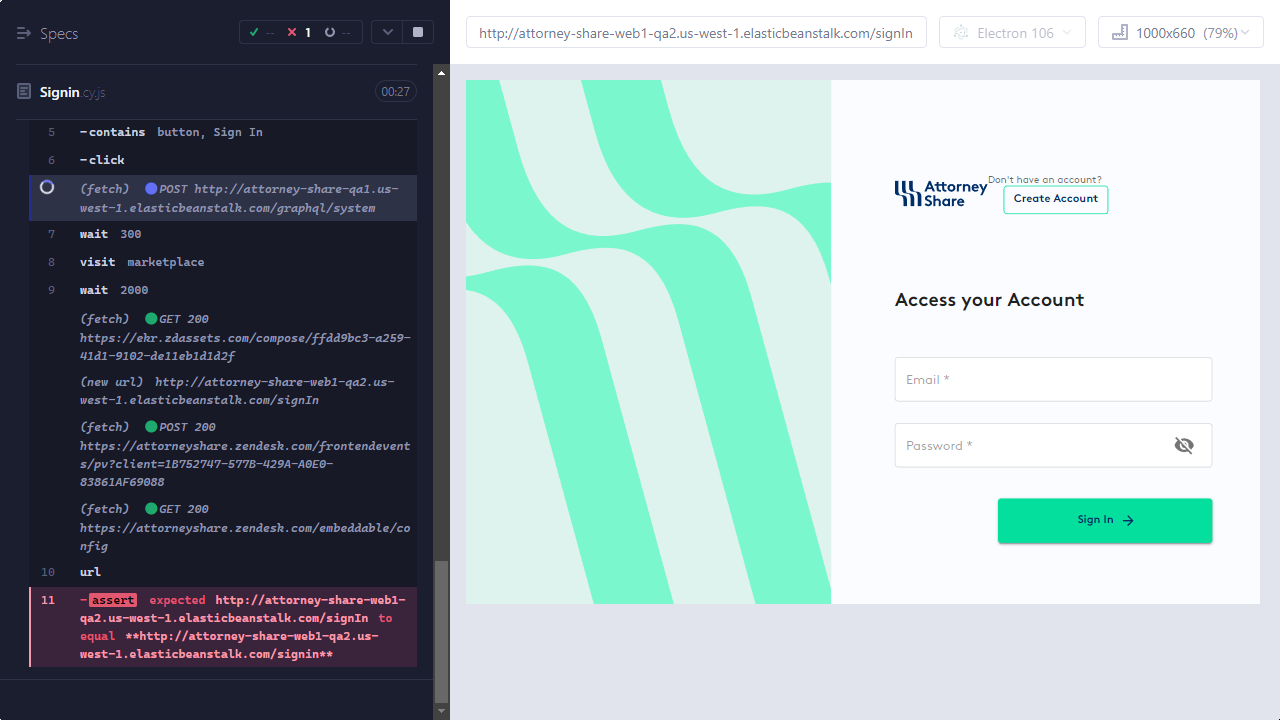 Specs
-- 1 --
http://attorney-share-web1-qa2.us-west-1.elasticbeanstalk.com/signIn
Electron 106
1000x660 (79%)
Signin.cy.js
00:27
5 -contains button, Sign In
6 -click
(fetch) POST http://attorney-share-qa1.us-
west-1.elasticbeanstalk.com/graphql/system
7 wait 300
8 visit marketplace
9 wait 2000
(fetch) GET 200
https://ekr.zdassets.com/compose/ffdd9bc3-a259-
41d1-9102-de11eb1d1d2f
(new url) http://attorney-share-web1-qa2.us-
west-1.elasticbeanstalk.com/signIn
(fetch) POST 200
https://attorneyshare.zendesk.com/frontendevent
s/pv?client=1B752747-577B-429A-A0E0-
83861AF69088
(fetch) GET 200
https://attorneyshare.zendesk.com/embeddable/co
nfig
10 url
11 -assert expected http://attorney-share-web1-
qa2.us-west-1.elasticbeanstalk.com/signIn to
equal **http://attorney-share-web1-qa2.us-
west-1.elasticbeanstalk.com/signin**
Attorney
Share
Don't have an account?
Create Account
Access your Account
Email *
Password *
Sign In